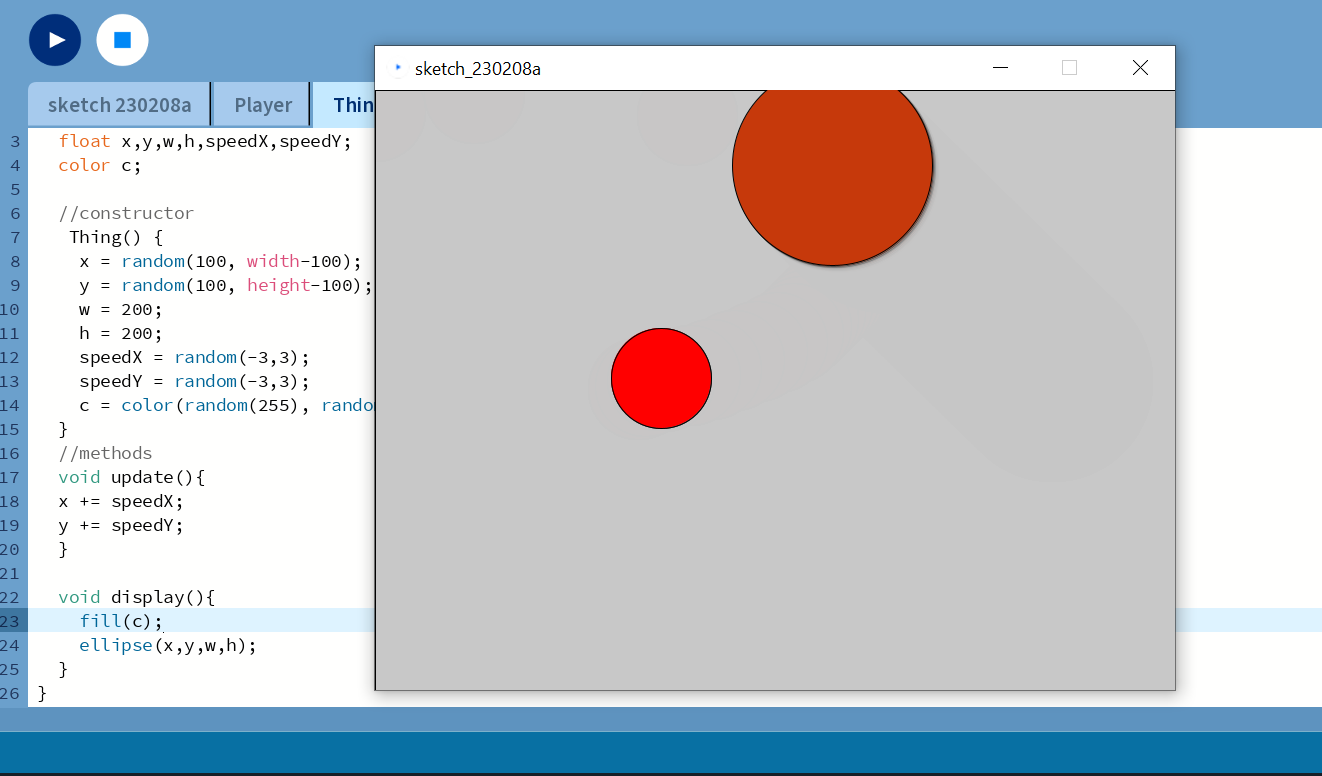 sketch_230208a
sketch 230208a
Player
Thin
3 float x,y,w,h,speedX,speedY;
4 color c;
5
6 //constructor
7 Thing() {
8 x = random(100, width-100);
9 y = random(100, height-100);
10 w = 200;
11 h = 200;
12 speedX = random(-3,3);
13 speedY = random(-3,3);
14 c = color(random(255), rando
15 }
16 //methods
17 void update(){
18 x += speedX;
19 y += speedY;
20 }
21
22 void display(){
23 fill(c);
24 ellipse(x,y,w,h);
25 }
26 }